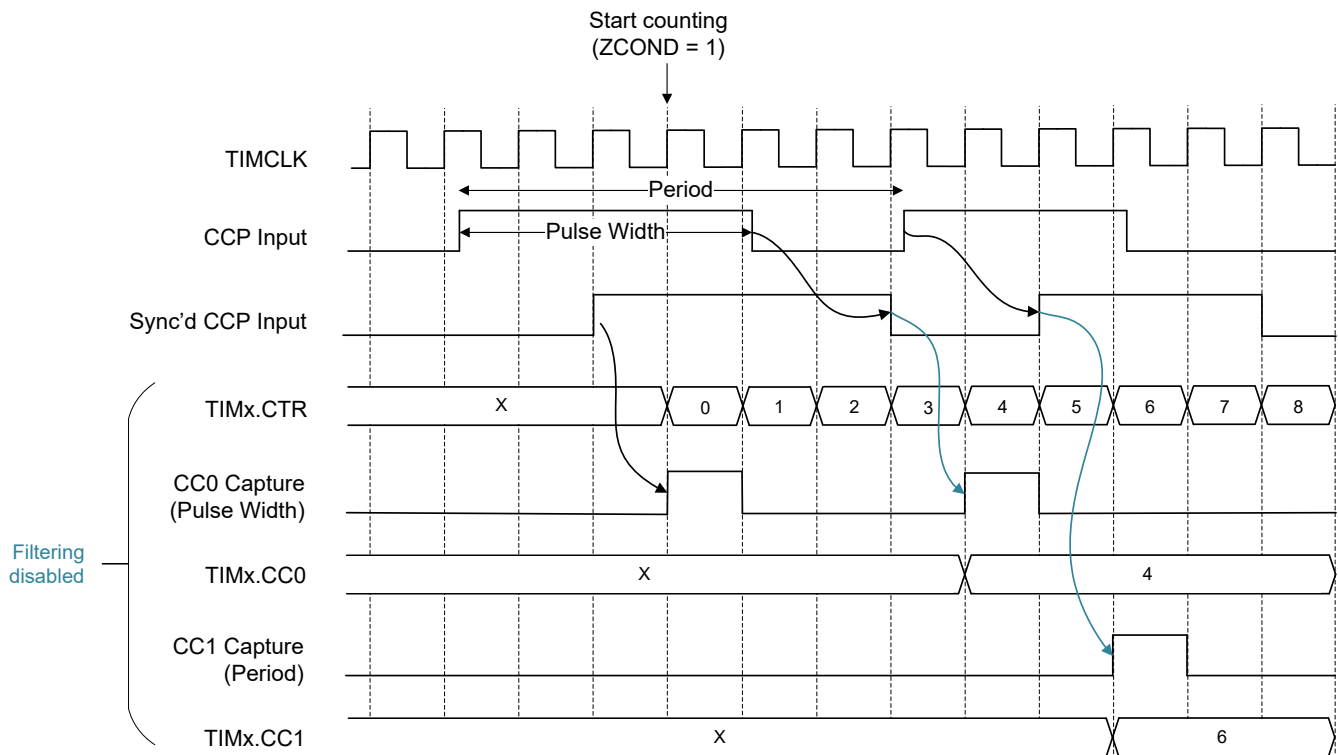 Start counting
(ZCOND = 1)
TIMCLK
Period
CCP Input
Pulse Width
Sync’d CCP Input
TIMx.CTR
X 0 1 2 3 4 5 6 7 8
CC0 Capture
(Pulse Width)
Filtering
disabled
TIMx.CC0
X 4
CC1 Capture
(Period)
TIMx.CC1
X 6